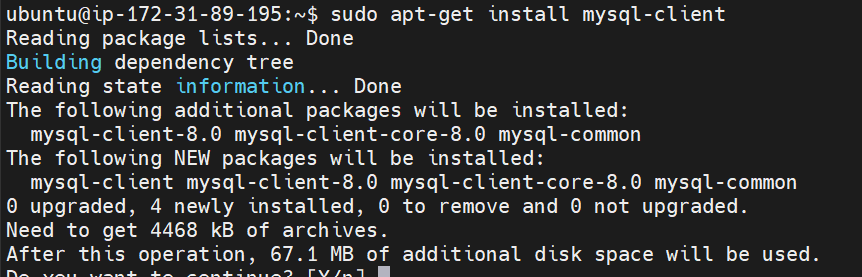 ubuntu@ip-172-31-89-195:~$ sudo apt-get install mysql-client
Reading package lists... Done
Building dependency tree
Reading state information... Done
The following additional packages will be installed:
  mysql-client-8.0 mysql-client-core-8.0 mysql-common
The following NEW packages will be installed:
  mysql-client mysql-client-8.0 mysql-client-core-8.0 mysql-common
0 upgraded, 4 newly installed, 0 to remove and 0 not upgraded.
Need to get 4468 kB of archives.
After this operation, 67.1 MB of additional disk space will be used.
Do you want to continue? [Y/n]